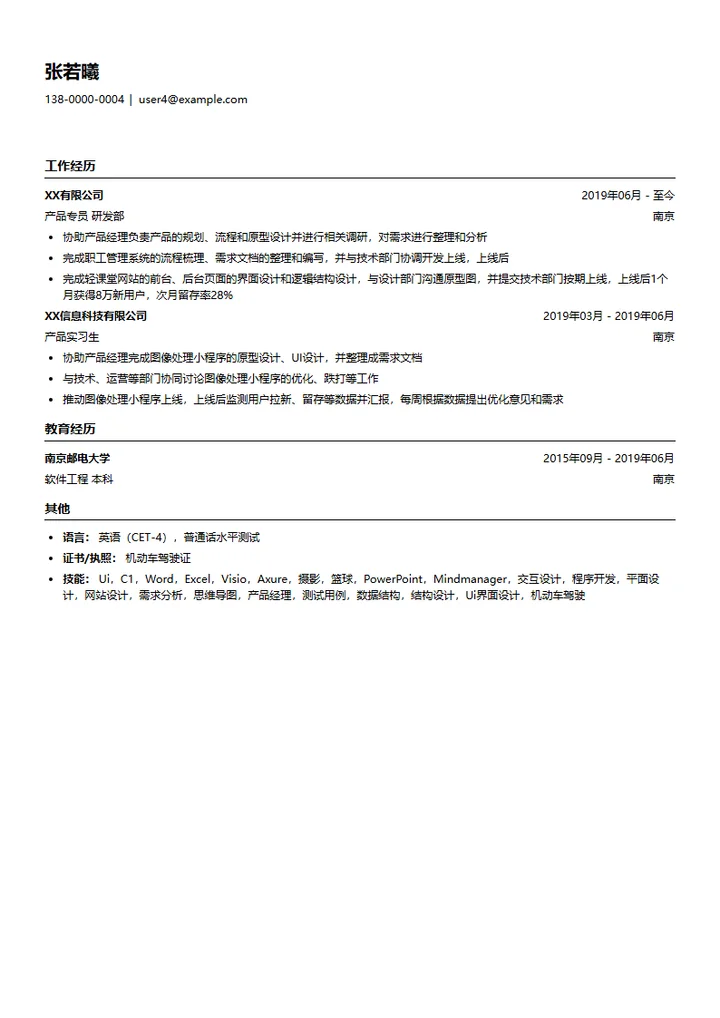 张若曦
138-0000-0004 | user4@example.com
工作经历
XX有限公司 2019年06月 - 至今
产品专员 研发部 南京
• 协助产品经理负责产品的规划、流程和原型设计并进行相关调研，对需求进行整理和分析
• 完成职工管理系统的流程梳理、需求文档的整理和编写，并与技术部门协调开发上线，上线后
• 完成轻课堂网站的前台、后台页面的界面设计和逻辑结构设计，与设计部门沟通原型图，并提交技术部门按期上线，上线后1个
月获得8万新用户，次月留存率28%
XX信息科技有限公司 2019年03月 - 2019年06月
产品实习生 南京
• 协助产品经理完成图像处理小程序的原型设计、UI设计，并整理成需求文档
• 与技术、运营等部门协同讨论图像处理小程序的优化、跌打等工作
• 推动图像处理小程序上线，上线后监测用户拉新、留存等数据并汇报，每周根据数据提出优化意见和需求
教育经历
南京邮电大学 2015年09月 - 2019年06月
软件工程 本科 南京
其他
• 语言： 英语（CET-4），普通话水平测试
• 证书/执照： 机动车驾驶证
• 技能： Ui，C1，Word，Excel，Visio，Axure，摄影，篮球，PowerPoint，Mindmanager，交互设计，程序开发，平面设
计，网站设计，需求分析，思维导图，产品经理，测试用例，数据结构，结构设计，Ui界面设计，机动车驾驶